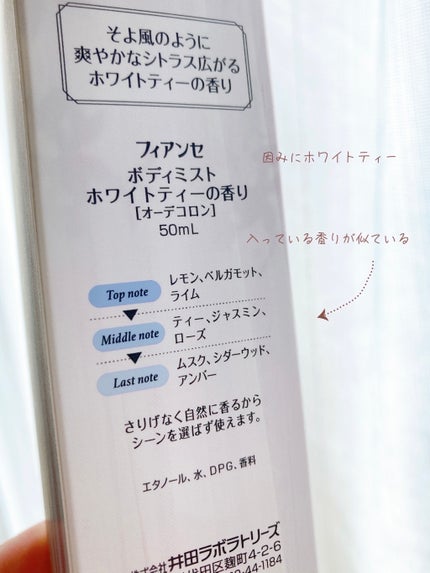 そよ風のように
爽やかなシトラス広がる
ホワイトティーの香り
フィアンセ
ボディミスト
ホワイトティーの香り
[オーデコロン]
50mL
因みにホワイトティー
入っている香りが似ている
Top note
レモン、ベルガモット、
ライム
Middle note
ティー、ジャスミン、
ローズ
Last note
ムスク、シダーウッド、
アンバー
さりげなく自然に香るから
シーンを選ばず使えます。
エタノール、水、DPG、香料
井田ラボラトリーズ
代田区麹町4-2-6
44-1184